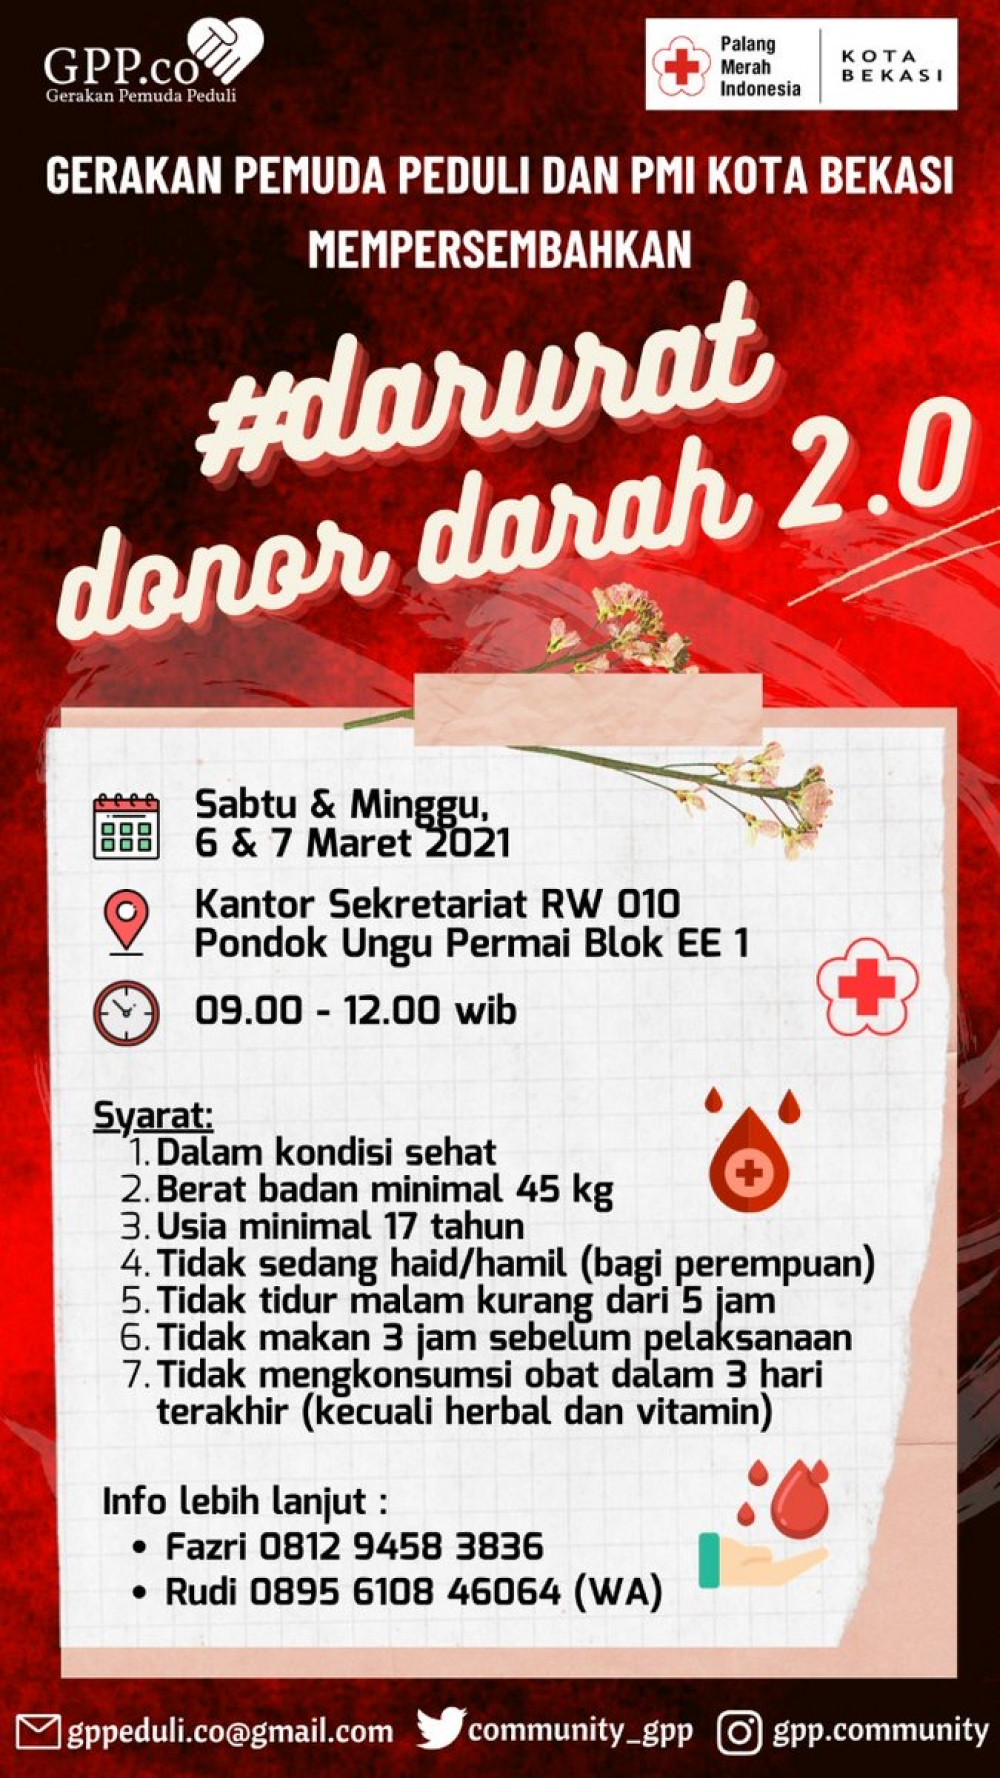 GPP.co
Gerakan Pemuda Peduli
Palang
Merah
Indonesia
KOTA
BEKASI
GERAKAN PEMUDA PEDULI DAN PMI KOTA BEKASI
MEMPERSEMBAHKAN
#darurat
donor darah 2.0
Sabtu & Minggu,
6 & 7 Maret 2021
Kantor Sekretariat RW 010
Pondok Ungu Permai Blok EE 1
09.00 - 12.00 wib
Syarat:
1. Dalam kondisi sehat
2. Berat badan minimal 45 kg
3. Usia minimal 17 tahun
4. Tidak sedang haid/hamil (bagi perempuan)
5. Tidak tidur malam kurang dari 5 jam
6. Tidak makan 3 jam sebelum pelaksanaan
7. Tidak mengkonsumsi obat dalam 3 hari
terakhir (kecuali herbal dan vitamin)
Info lebih lanjut :
• Fazri 0812 9458 3836
• Rudi 0895 6108 46064 (WA)
gppeduli.co@gmail.com
community_gpp
gpp.community